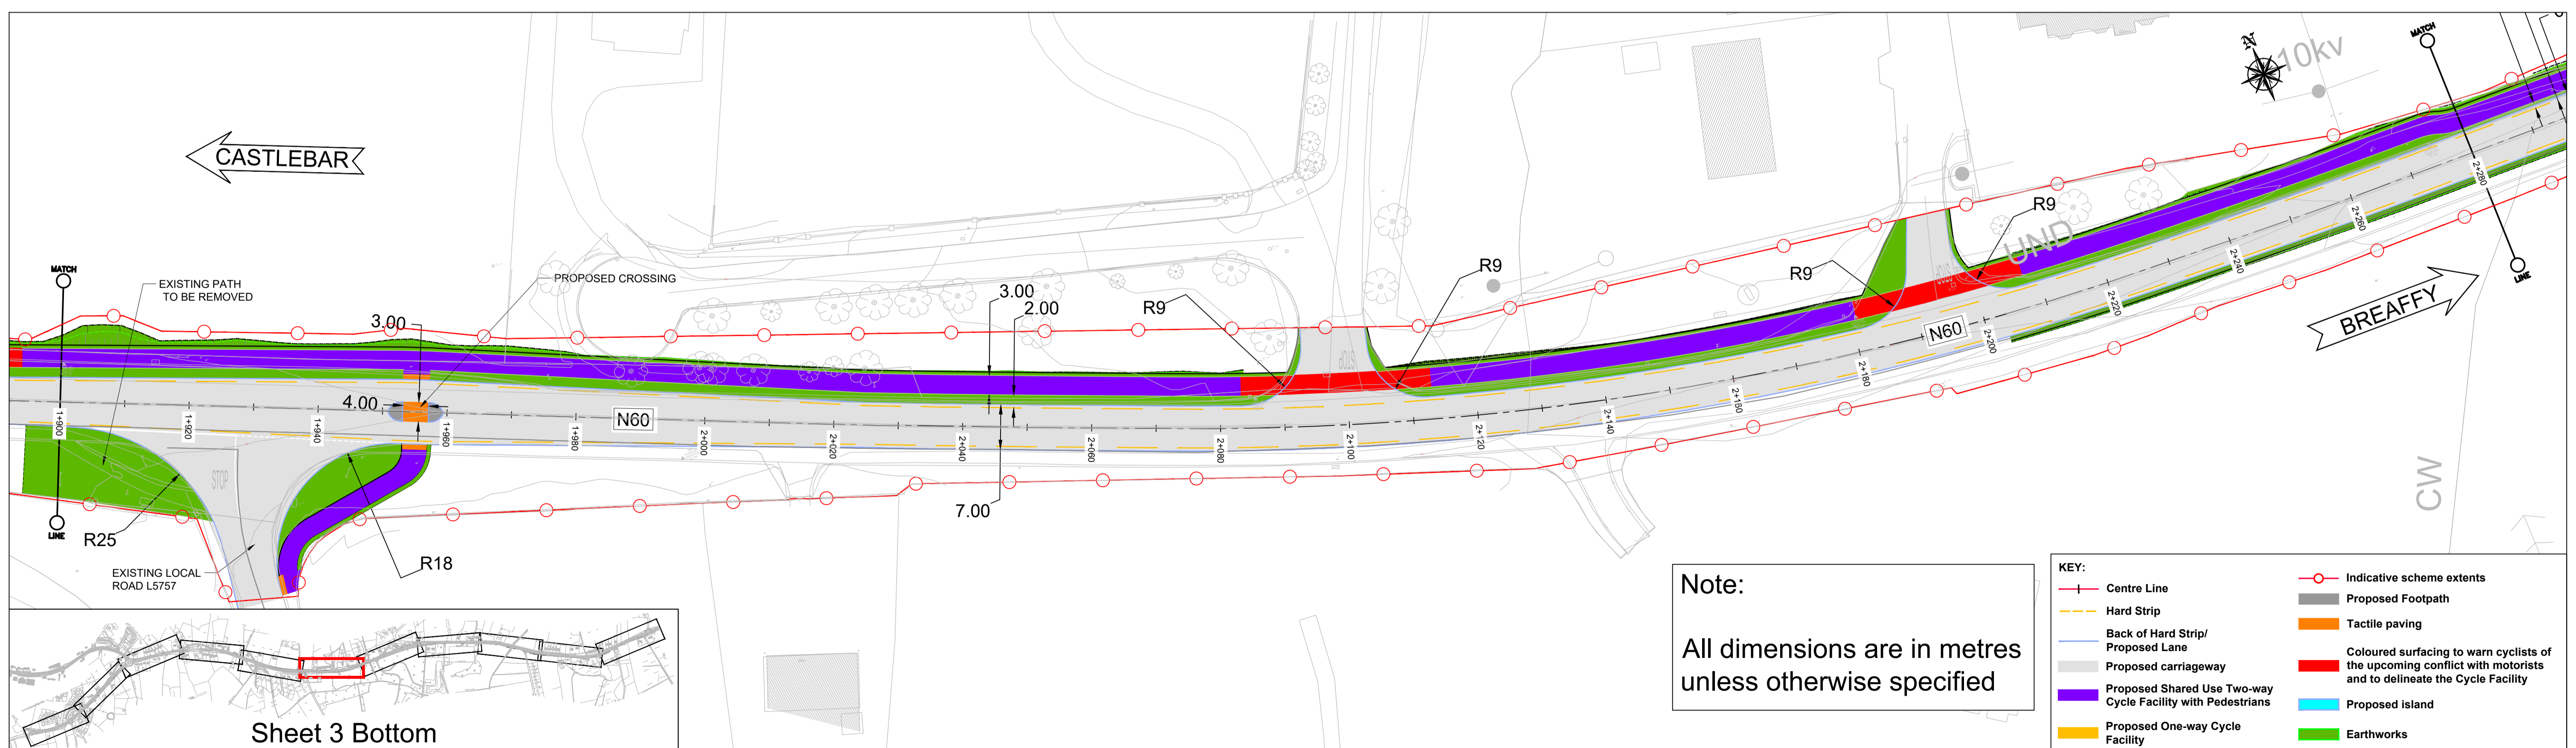 CASTLEBAR
MATCH
EXISTING PATH
TO BE REMOVED
PROPOSED CROSSING
3.00
4.00
3.00
2.00
R9
R9
R9
R9
N
10kv
MATCH
UND
N60
N60
BREAFFY
1+900
1+920
1+940
1+960
1+980
2+000
2+020
2+040
2+060
2+080
2+100
2+120
2+140
2+160
2+180
2+200
2+220
2+240
2+260
2+280
STOP
STOP
STOP
7.00
R25
R18
LINE
LINE
EXISTING LOCAL
ROAD L5757
CW
Sheet 3 Bottom
Note:
All dimensions are in metres
unless otherwise specified
KEY:
Centre Line
Hard Strip
Back of Hard Strip/
Proposed Lane
Proposed carriageway
Proposed Shared Use Two-way
Cycle Facility with Pedestrians
Proposed One-way Cycle
Facility
Indicative scheme extents
Proposed Footpath
Tactile paving
Coloured surfacing to warn cyclists of
the upcoming conflict with motorists
and to delineate the Cycle Facility
Proposed island
Earthworks